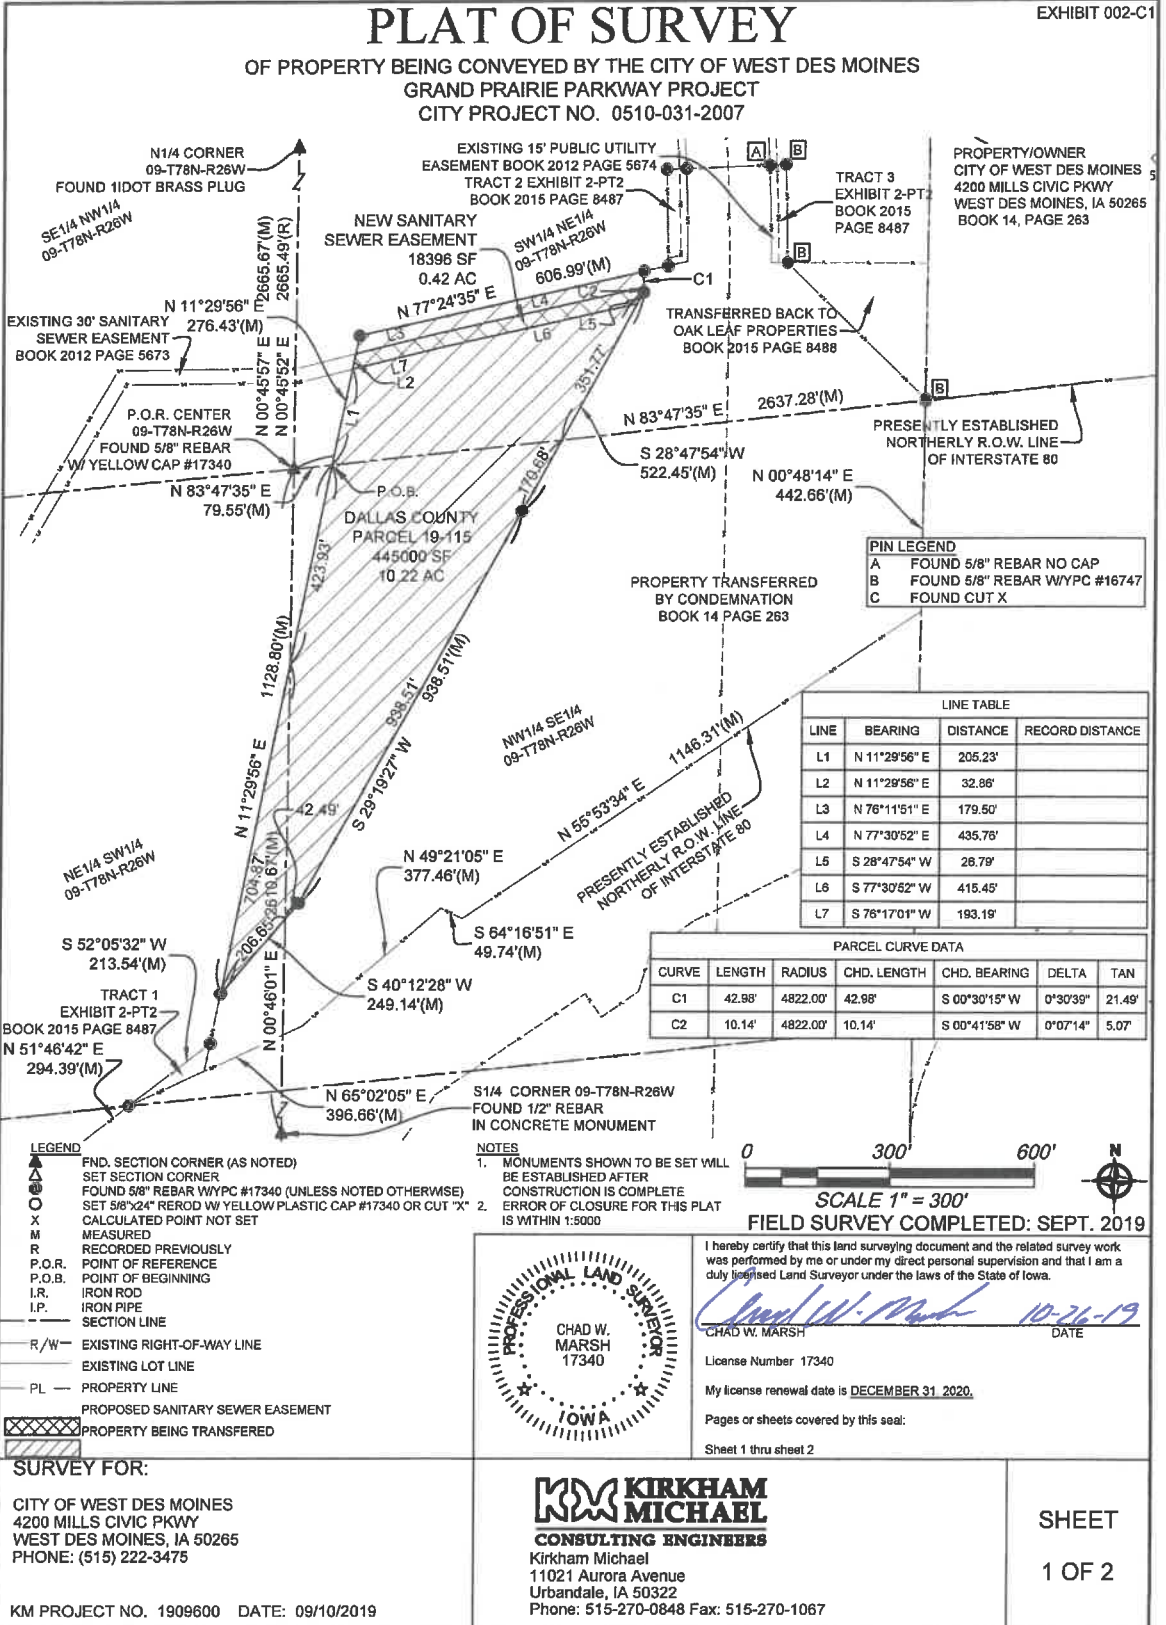 EXHIBIT 002-C1
PLAT OF SURVEY
OF PROPERTY BEING CONVEYED BY THE CITY OF WEST DES MOINES
GRAND PRAIRIE PARKWAY PROJECT
CITY PROJECT NO. 0510-031-2007
N1/4 CORNER
09-T78N-R26W
FOUND 1IDOT BRASS PLUG
SE1/4 NW1/4
09-T78N-R26W
N 00°45'57" E 2665.67'(M)
N 00°45'52" E 2665.49'(R)
EXISTING 15' PUBLIC UTILITY
EASEMENT BOOK 2012 PAGE 5674
TRACT 2 EXHIBIT 2-PT2
BOOK 2015 PAGE 8487
A
B
TRACT 3
EXHIBIT 2-PT2
BOOK 2015
PAGE 8487
B
PROPERTY/OWNER
CITY OF WEST DES MOINES
4200 MILLS CIVIC PKWY
WEST DES MOINES, IA 50265
BOOK 14, PAGE 263
5
NEW SANITARY
SEWER EASEMENT
18396 SF
0.42 AC
SW1/4 NE1/4
09-T78N-R26W
606.99'(M)
N 77°24'35" E
C1
C2
L3
L4
L5
L6
L7
L2
L1
N 11°29'56" E
276.43'(M)
EXISTING 30' SANITARY
SEWER EASEMENT
BOOK 2012 PAGE 5673
TRANSFERRED BACK TO
OAK LEAF PROPERTIES
BOOK 2015 PAGE 8488
B
P.O.R. CENTER
09-T78N-R26W
FOUND 5/8" REBAR
W/ YELLOW CAP #17340
351.77'
N 83°47'35" E 2637.28'(M)
PRESENTLY ESTABLISHED
NORTHERLY R.O.W. LINE
OF INTERSTATE 80
N 83°47'35" E
79.55'(M)
P.O.B.
170.68'
S 28°47'54" W
522.45'(M)
N 00°48'14" E
442.66'(M)
DALLAS COUNTY
PARCEL 19-115
445000 SF
10.22 AC
423.93'
PIN LEGEND
A FOUND 5/8" REBAR NO CAP
B FOUND 5/8" REBAR W/YPC #16747
C FOUND CUT X
PROPERTY TRANSFERRED
BY CONDEMNATION
BOOK 14 PAGE 263
N 11°29'56" E 1128.80'(M)
938.51'
S 29°19'27" W 938.51'(M)
NW1/4 SE1/4
09-T78N-R26W
N 55°53'34" E 1146.31'(M)
PRESENTLY ESTABLISHED
NORTHERLY R.O.W. LINE
OF INTERSTATE 80
LINE TABLE
LINE BEARING DISTANCE RECORD DISTANCE
L1 N 11°29'56" E 205.23'
L2 N 11°29'56" E 32.86'
L3 N 76°11'51" E 179.50'
L4 N 77°30'52" E 435.76'
L5 S 28°47'54" W 26.79'
L6 S 77°30'52" W 415.45'
L7 S 76°17'01" W 193.19'
PARCEL CURVE DATA
CURVE LENGTH RADIUS CHD. LENGTH CHD. BEARING DELTA TAN
C1 42.98' 4822.00' 42.98' S 00°30'15" W 0°30'39" 21.49'
C2 10.14' 4822.00' 10.14' S 00°41'58" W 0°07'14" 5.07'
42.49'
NE1/4 SW1/4
09-T78N-R26W
704.87'
206.65'
N 00°46'01" E 2610.67'(M)
N 49°21'05" E
377.46'(M)
S 64°16'51" E
49.74'(M)
S 52°05'32" W
213.54'(M)
S 40°12'28" W
249.14'(M)
TRACT 1
EXHIBIT 2-PT2
BOOK 2015 PAGE 8487
N 51°46'42" E
294.39'(M)
N 65°02'05" E
396.66'(M)
S1/4 CORNER 09-T78N-R26W
FOUND 1/2" REBAR
IN CONCRETE MONUMENT
LEGEND
FND. SECTION CORNER (AS NOTED)
SET SECTION CORNER
FOUND 5/8" REBAR W/YPC #17340 (UNLESS NOTED OTHERWISE)
SET 5/8"x24" REROD W/ YELLOW PLASTIC CAP #17340 OR CUT "X"
X CALCULATED POINT NOT SET
M MEASURED
R RECORDED PREVIOUSLY
P.O.R. POINT OF REFERENCE
P.O.B. POINT OF BEGINNING
I.R. IRON ROD
I.P. IRON PIPE
SECTION LINE
R/W EXISTING RIGHT-OF-WAY LINE
EXISTING LOT LINE
PL PROPERTY LINE
PROPOSED SANITARY SEWER EASEMENT
PROPERTY BEING TRANSFERED
NOTES
1. MONUMENTS SHOWN TO BE SET WILL
BE ESTABLISHED AFTER
CONSTRUCTION IS COMPLETE
2. ERROR OF CLOSURE FOR THIS PLAT
IS WITHIN 1:5000
0 300' 600'
N
SCALE 1" = 300'
FIELD SURVEY COMPLETED: SEPT. 2019
PROFESSIONAL LAND SURVEYOR
CHAD W.
MARSH
17340
IOWA
I hereby certify that this land surveying document and the related survey work
was performed by me or under my direct personal supervision and that I am a
duly licensed Land Surveyor under the laws of the State of Iowa.
Chad W. Marsh 10-26-19
CHAD W. MARSH DATE
License Number 17340
My license renewal date is DECEMBER 31, 2020.
Pages or sheets covered by this seal:
Sheet 1 thru sheet 2
SURVEY FOR:
CITY OF WEST DES MOINES
4200 MILLS CIVIC PKWY
WEST DES MOINES, IA 50265
PHONE: (515) 222-3475
KM PROJECT NO. 1909600 DATE: 09/10/2019
KM KIRKHAM
MICHAEL
CONSULTING ENGINEERS
Kirkham Michael
11021 Aurora Avenue
Urbandale, IA 50322
Phone: 515-270-0848 Fax: 515-270-1067
SHEET
1 OF 2